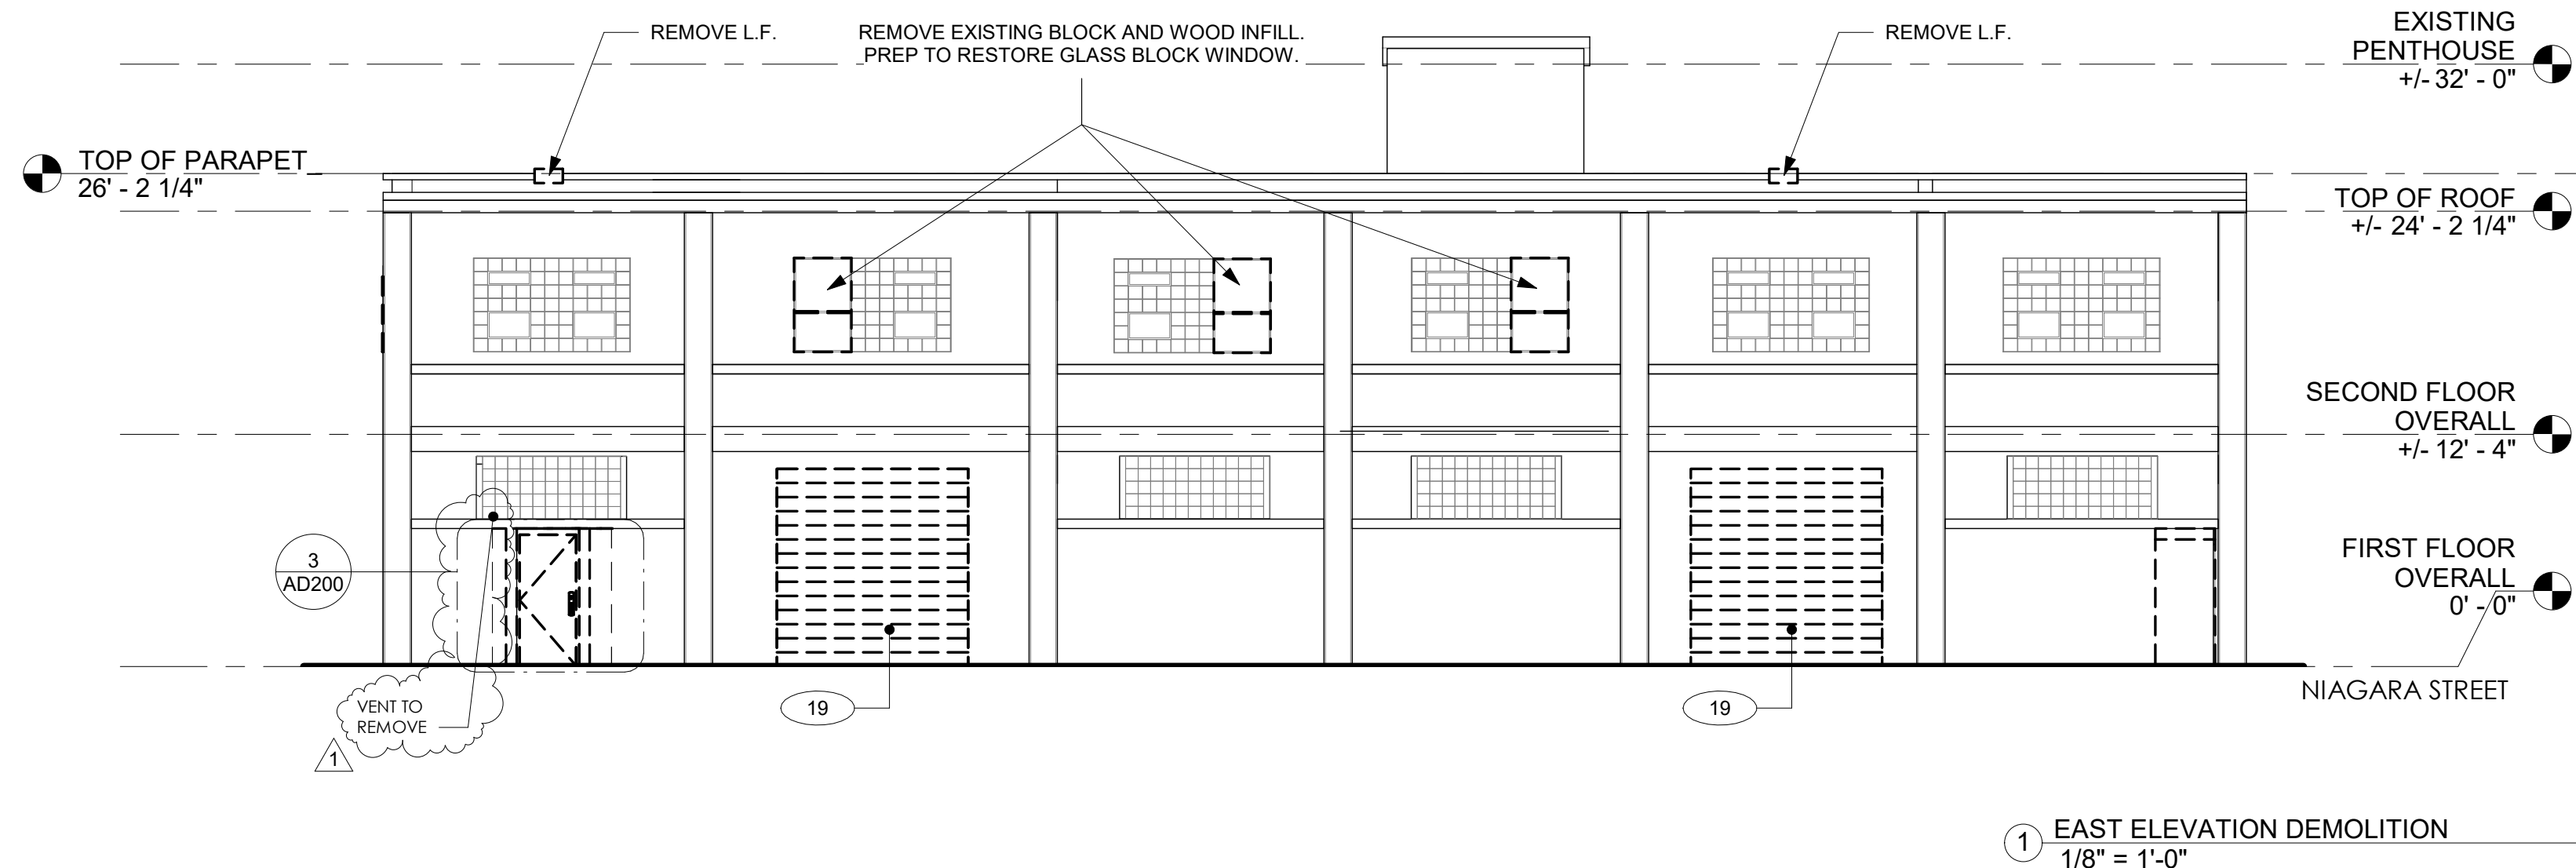 REMOVE L.F.
REMOVE EXISTING BLOCK AND WOOD INFILL.
PREP TO RESTORE GLASS BLOCK WINDOW.
REMOVE L.F.
EXISTING
PENTHOUSE
+/- 32' - 0"
TOP OF PARAPET
26' - 2 1/4"
TOP OF ROOF
+/- 24' - 2 1/4"
SECOND FLOOR
OVERALL
+/- 12' - 4"
3
AD200
FIRST FLOOR
OVERALL
0' - 0"
VENT TO
REMOVE
1
19
19
NIAGARA STREET
1
EAST ELEVATION DEMOLITION
1/8" = 1'-0"